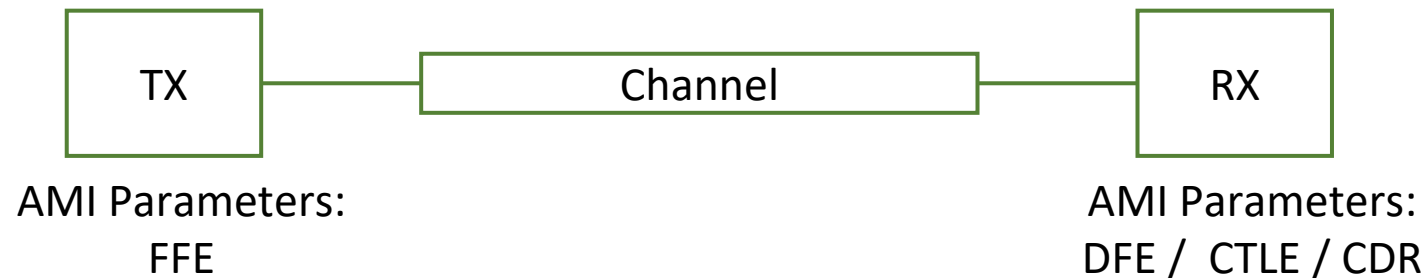 TX
Channel
RX
AMI Parameters:
FFE
AMI Parameters:
DFE / CTLE / CDR